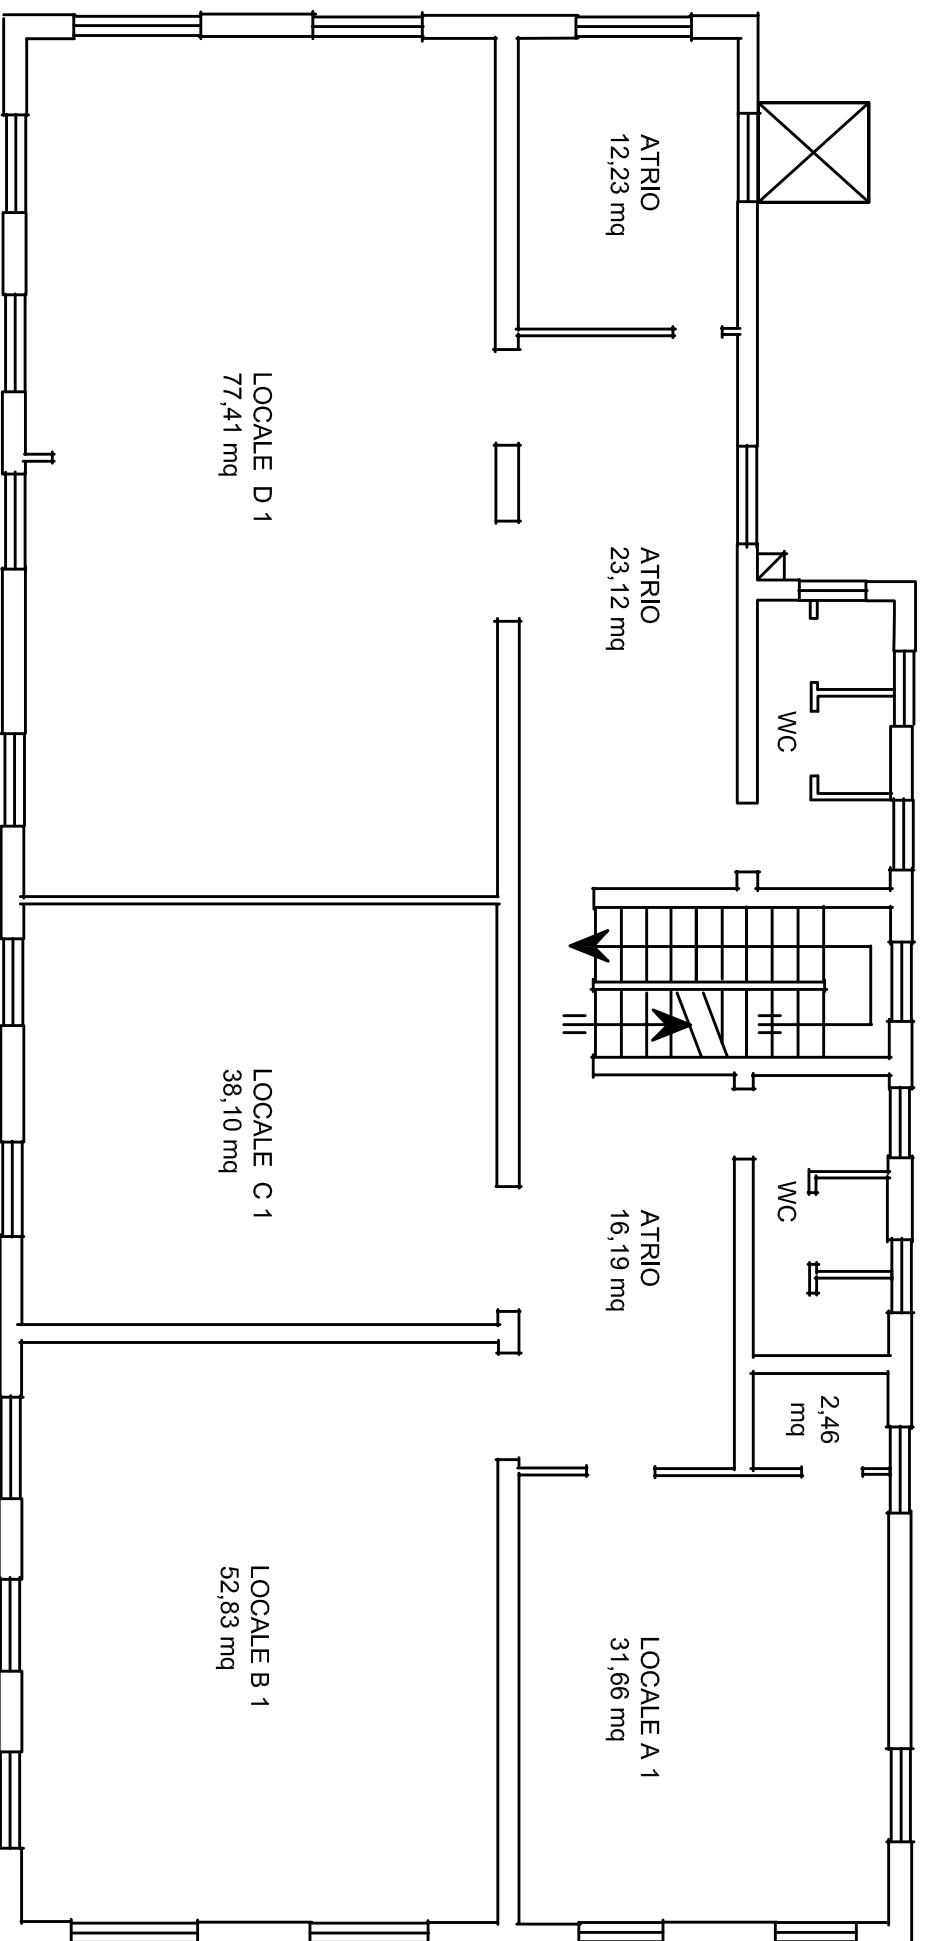 ATRIO
12,23 mq
LOCALE D 1
77,41 mq
ATRIO
23,12 mq
WC
LOCALE C 1
38,10 mq
ATRIO
16,19 mq
WC
2,46
mq
LOCALE B 1
52,83 mq
LOCALE A 1
31,66 mq